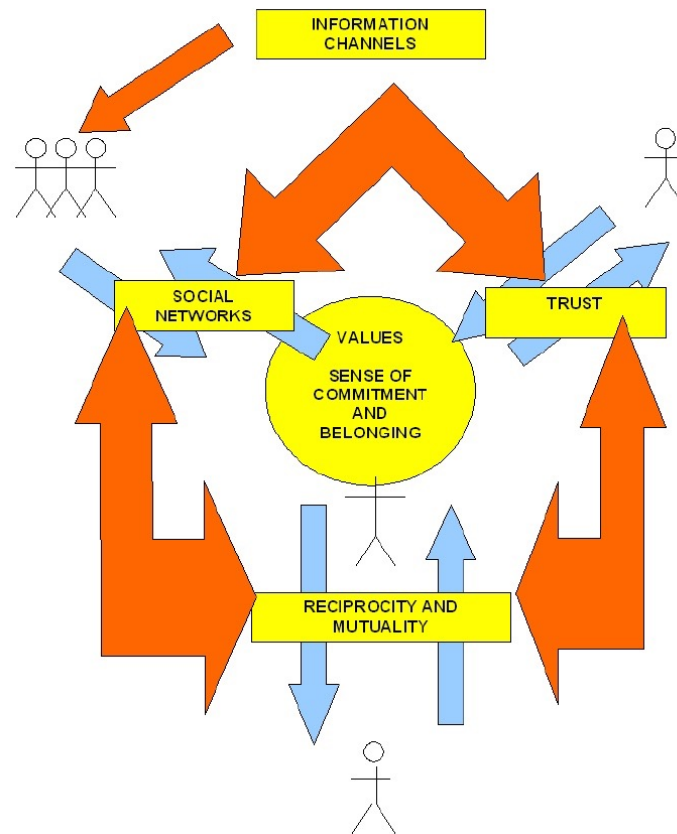 INFORMATION
CHANNELS
SOCIAL
NETWORKS
TRUST
VALUES
SENSE OF
COMMITMENT
AND
BELONGING
RECIPROCITY AND
MUTUALITY